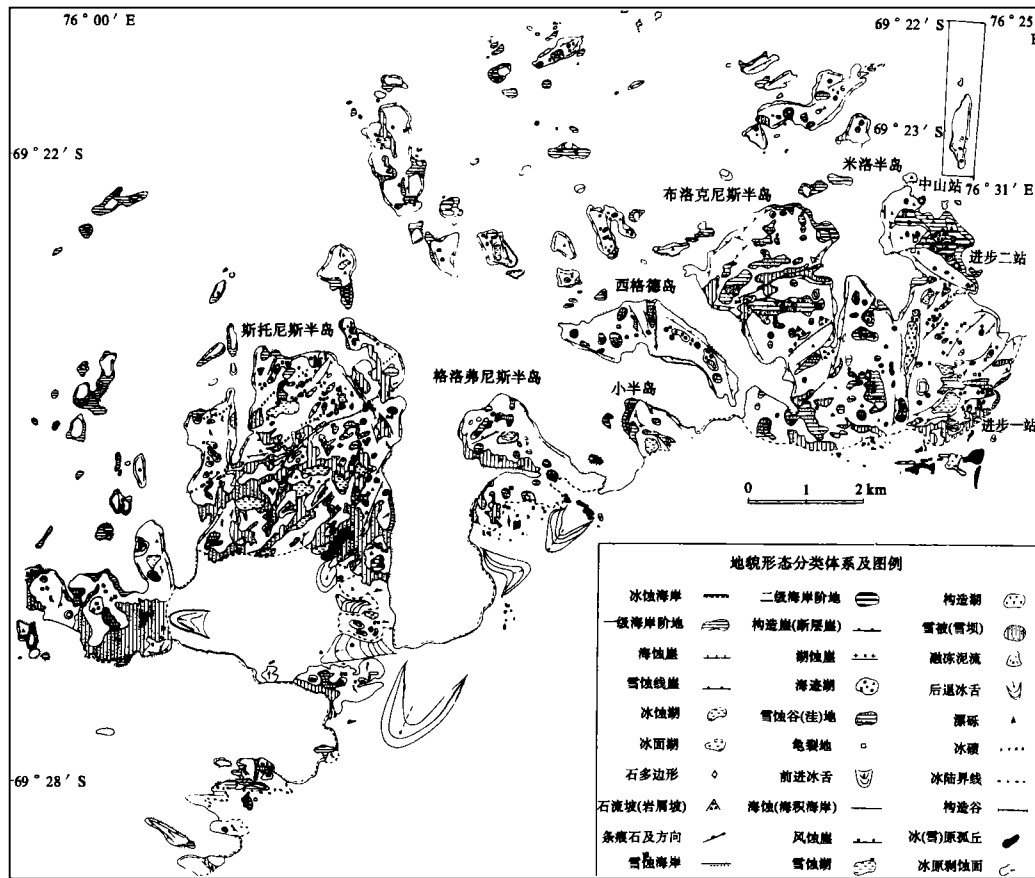 76° 00′ E
69° 22′ S
76° 25′
E
69° 23′ S
69° 22′ S
米洛半岛
中山站
76° 31′ E
布洛克尼斯半岛
进步二站
西格德岛
斯托尼斯半岛
格洛弗尼斯半岛
小半岛
进步一站
0 1 2 km
地貌形态分类体系及图例
冰蚀海岸 二级海岸阶地 构造湖
一级海岸阶地 构造崖(断层崖) 雪被(雪坝)
海蚀崖 湖蚀崖 融冻泥流
雪蚀线崖 海迹湖 后退冰舌
冰蚀湖 雪蚀谷(洼)地 漂砾
冰面湖 龟裂地 冰碛
石多边形 前进冰舌 冰陆界线
石流坡(岩屑坡) 海蚀(海积海岸) 构造谷
条痕石及方向 风蚀崖 冰(雪)原孤丘
雪蚀海岸 雪蚀湖 冰原剥蚀面
69° 28′ S